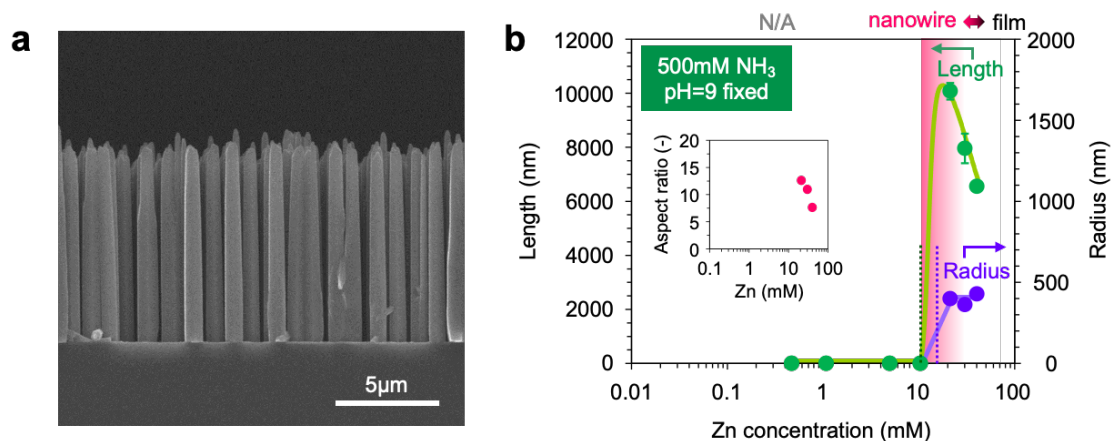 a
5µm
b
N/A
nanowire
film
500mM NH₃
pH=9 fixed
Length
Radius
Length (nm)
12000
10000
8000
6000
4000
2000
0
Radius (nm)
2000
1500
1000
500
0
0.01
0.1
1
10
100
Zn concentration (mM)
Aspect ratio (-)
20
15
10
5
0
0.1
1
10
100
Zn (mM)